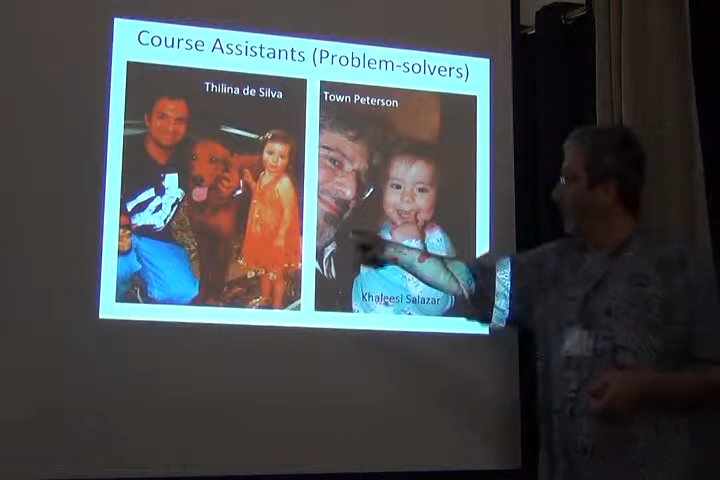 Course Assistants (Problem-solvers)
Thilina de Silva
Town Peterson
Khaleesi Salazar